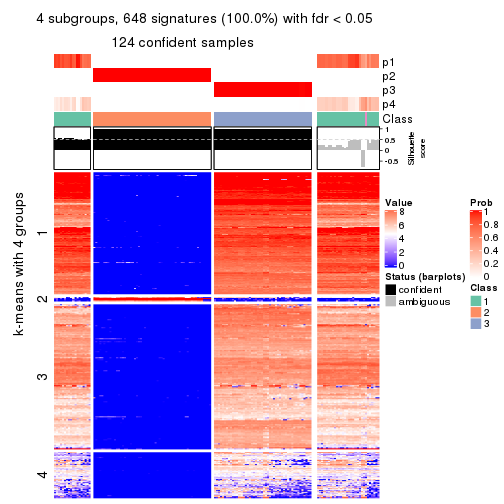 4 subgroups, 648 signatures (100.0%) with fdr < 0.05
124 confident samples
p1
p2
p3
p4
Class
1
0.5
0
-0.5
Silhouette
score
k-means with 4 groups
1
2
3
4
Value
8
6
4
2
0
Status (barplots)
confident
ambiguous
Prob
1
0.8
0.6
0.4
0.2
0
Class
1
2
3